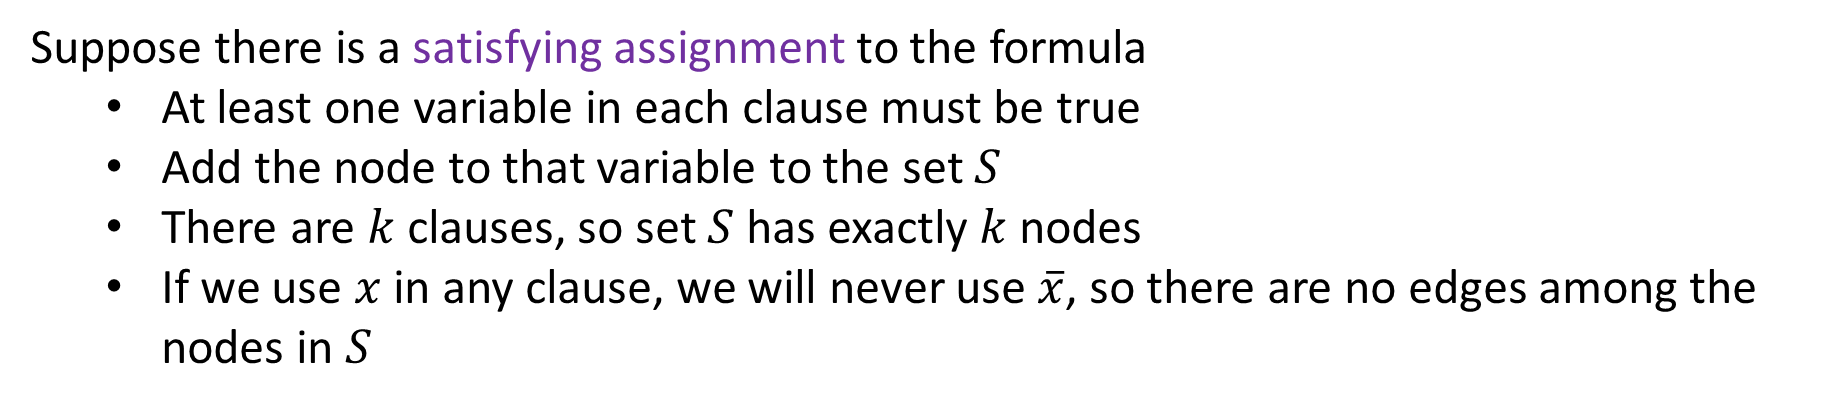 Suppose there is a satisfying assignment to the formula
• At least one variable in each clause must be true
• Add the node to that variable to the set S
• There are k clauses, so set S has exactly k nodes
• If we use x in any clause, we will never use x̄, so there are no edges among the
nodes in S